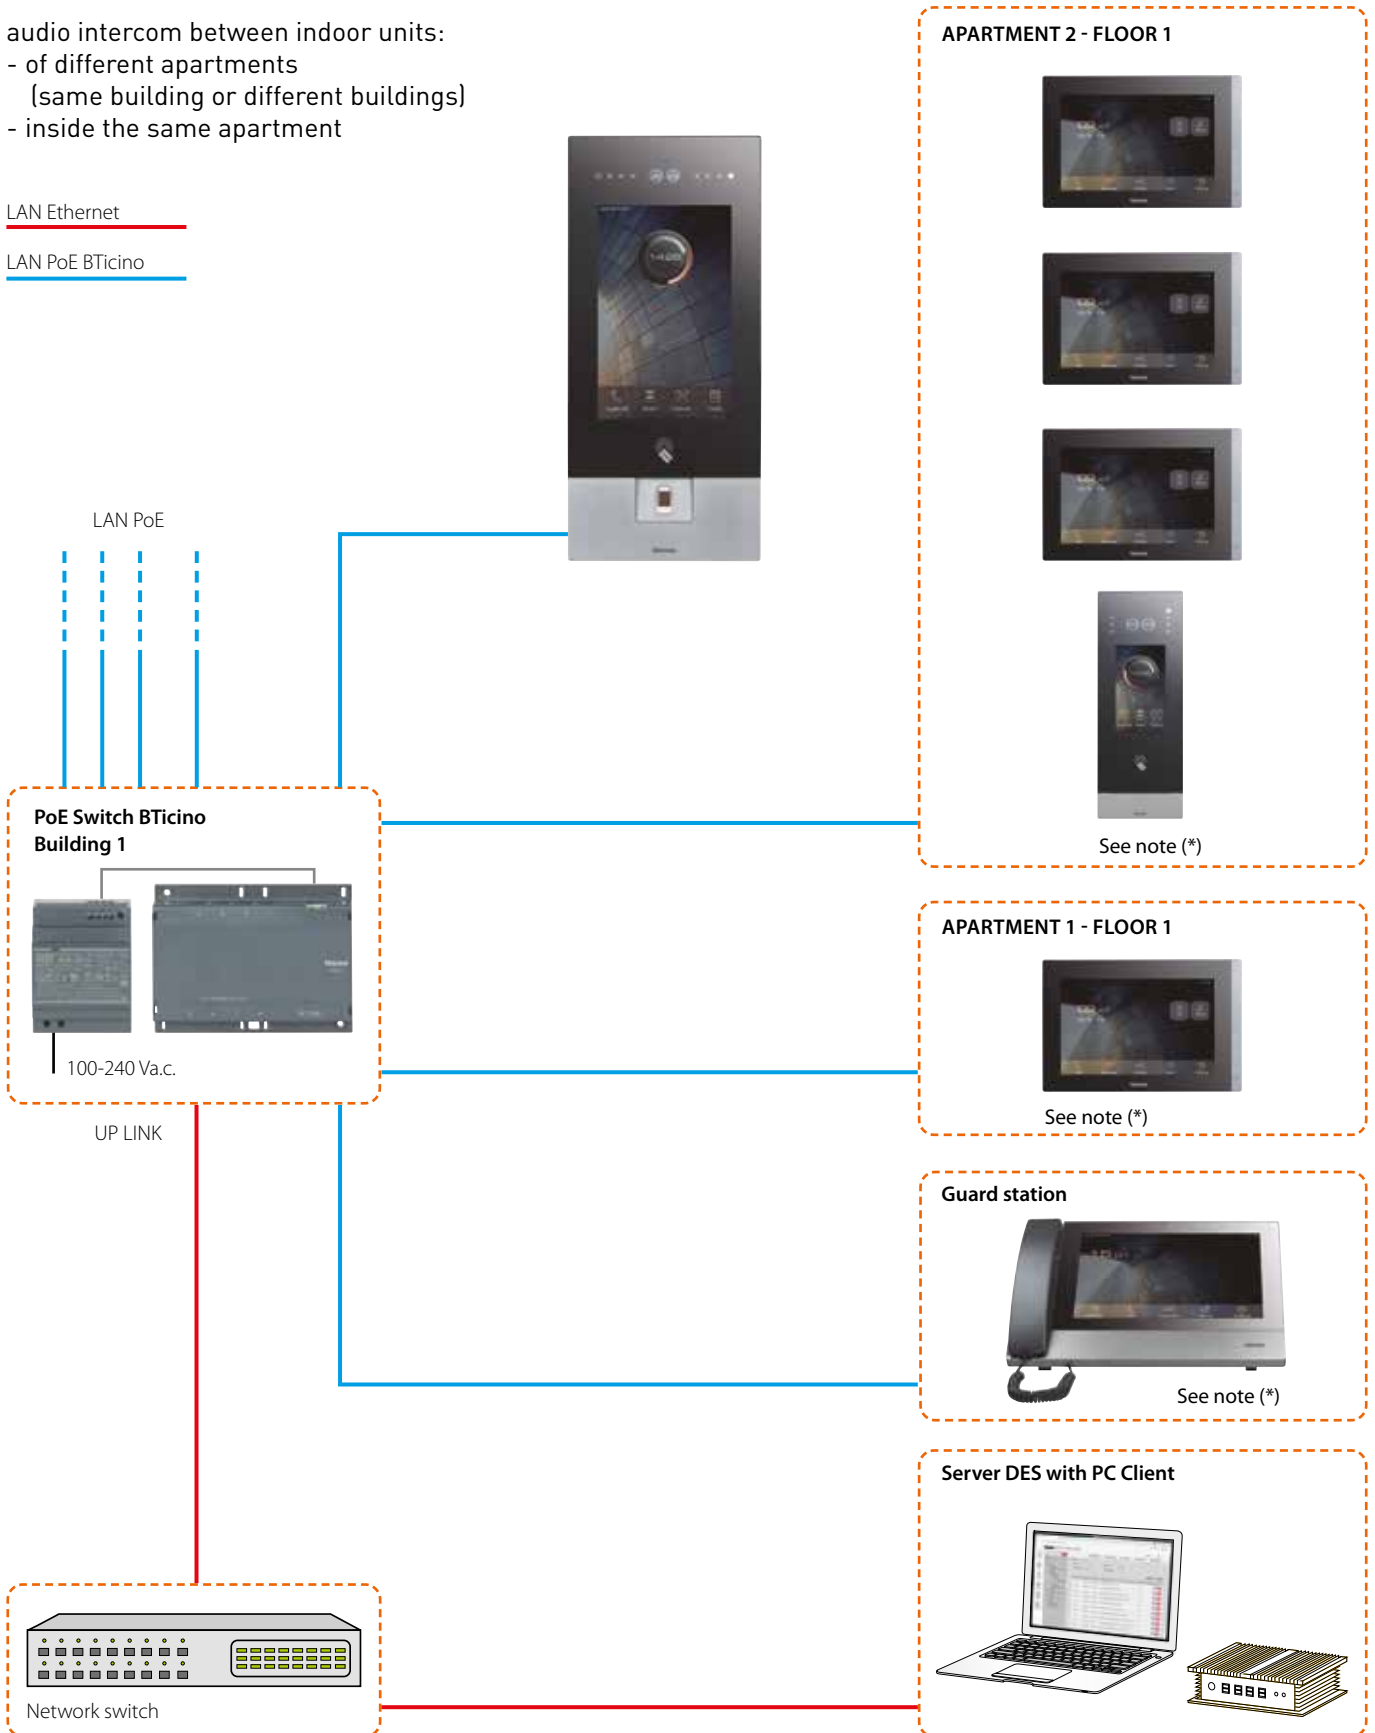 audio intercom between indoor units:
- of different apartments
(same building or different buildings)
- inside the same apartment
LAN Ethernet
LAN PoE BTicino
LAN PoE
PoE Switch BTicino
Building 1
100-240 Va.c.
UP LINK
Network switch
APARTMENT 2 - FLOOR 1
See note (*)
APARTMENT 1 - FLOOR 1
See note (*)
Guard station
See note (*)
Server DES with PC Client